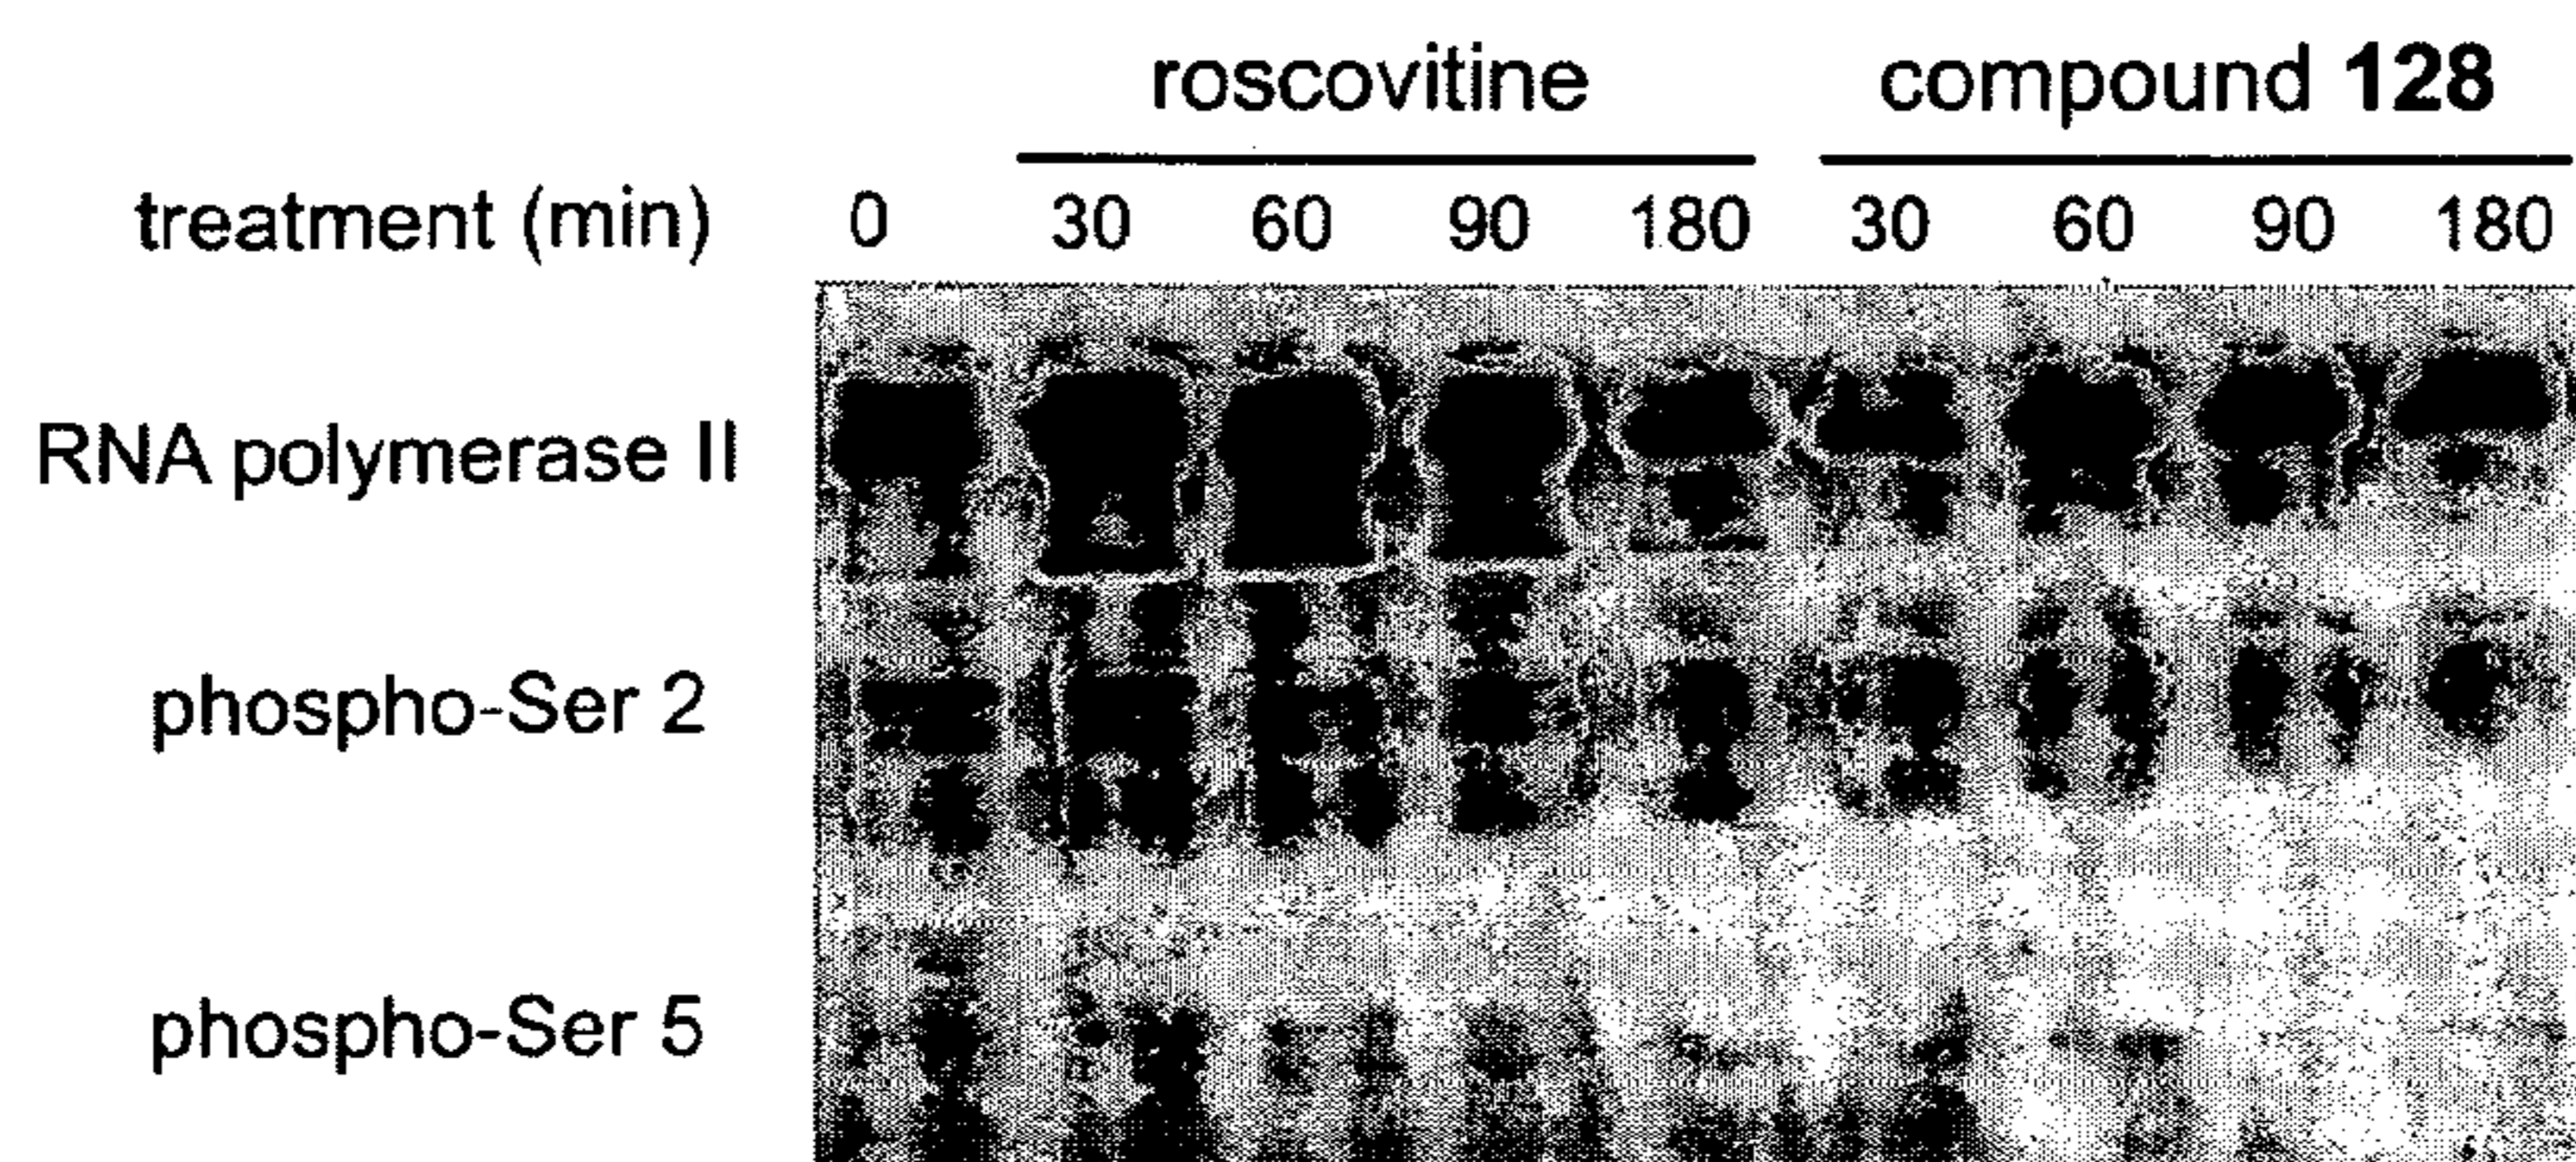 roscovitine compound 128
treatment (min) 0 30 60 90 180 30 60 90 180
RNA polymerase II
phospho-Ser 2
phospho-Ser 5